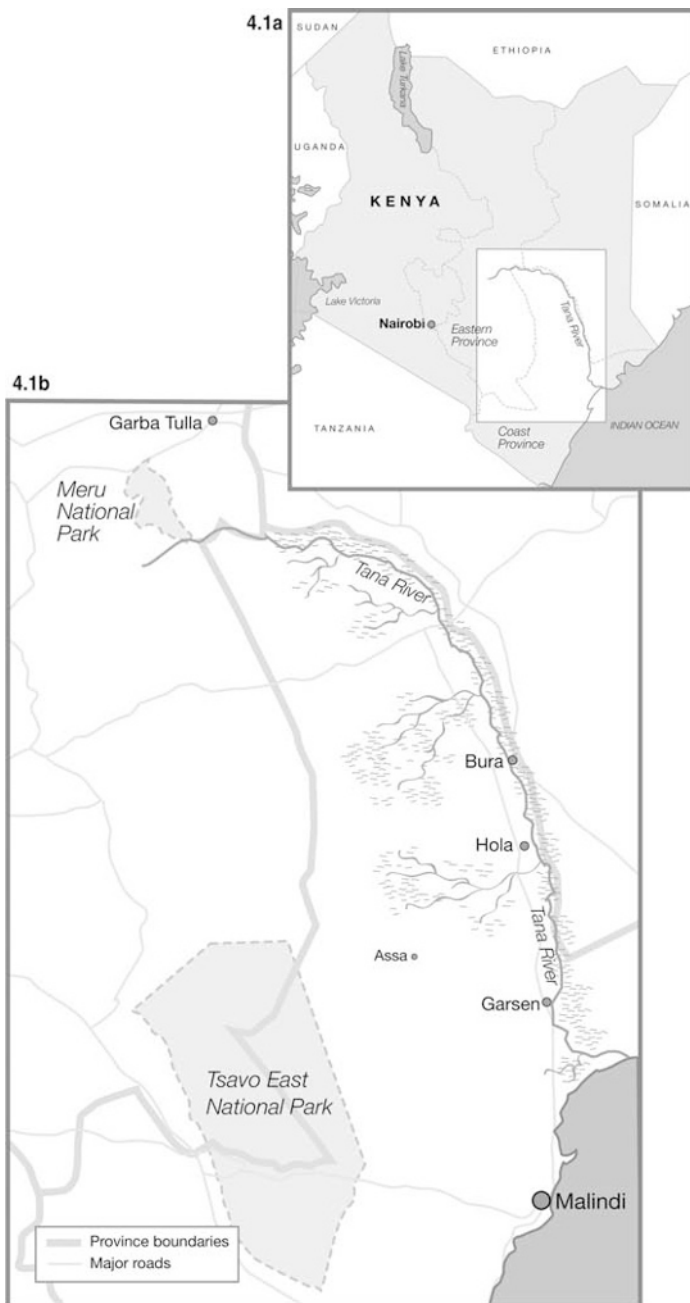 4.1a
SUDAN
ETHIOPIA
Lake Turkana
UGANDA
KENYA
SOMALIA
Lake Victoria
Nairobi
Eastern
Province
Tana River
TANZANIA
Coast
Province
INDIAN OCEAN
4.1b
Garba Tulla
Meru
National
Park
Tana River
Bura
Hola
Tana River
Assa
Garsen
Tsavo East
National Park
Malindi
Province boundaries
Major roads